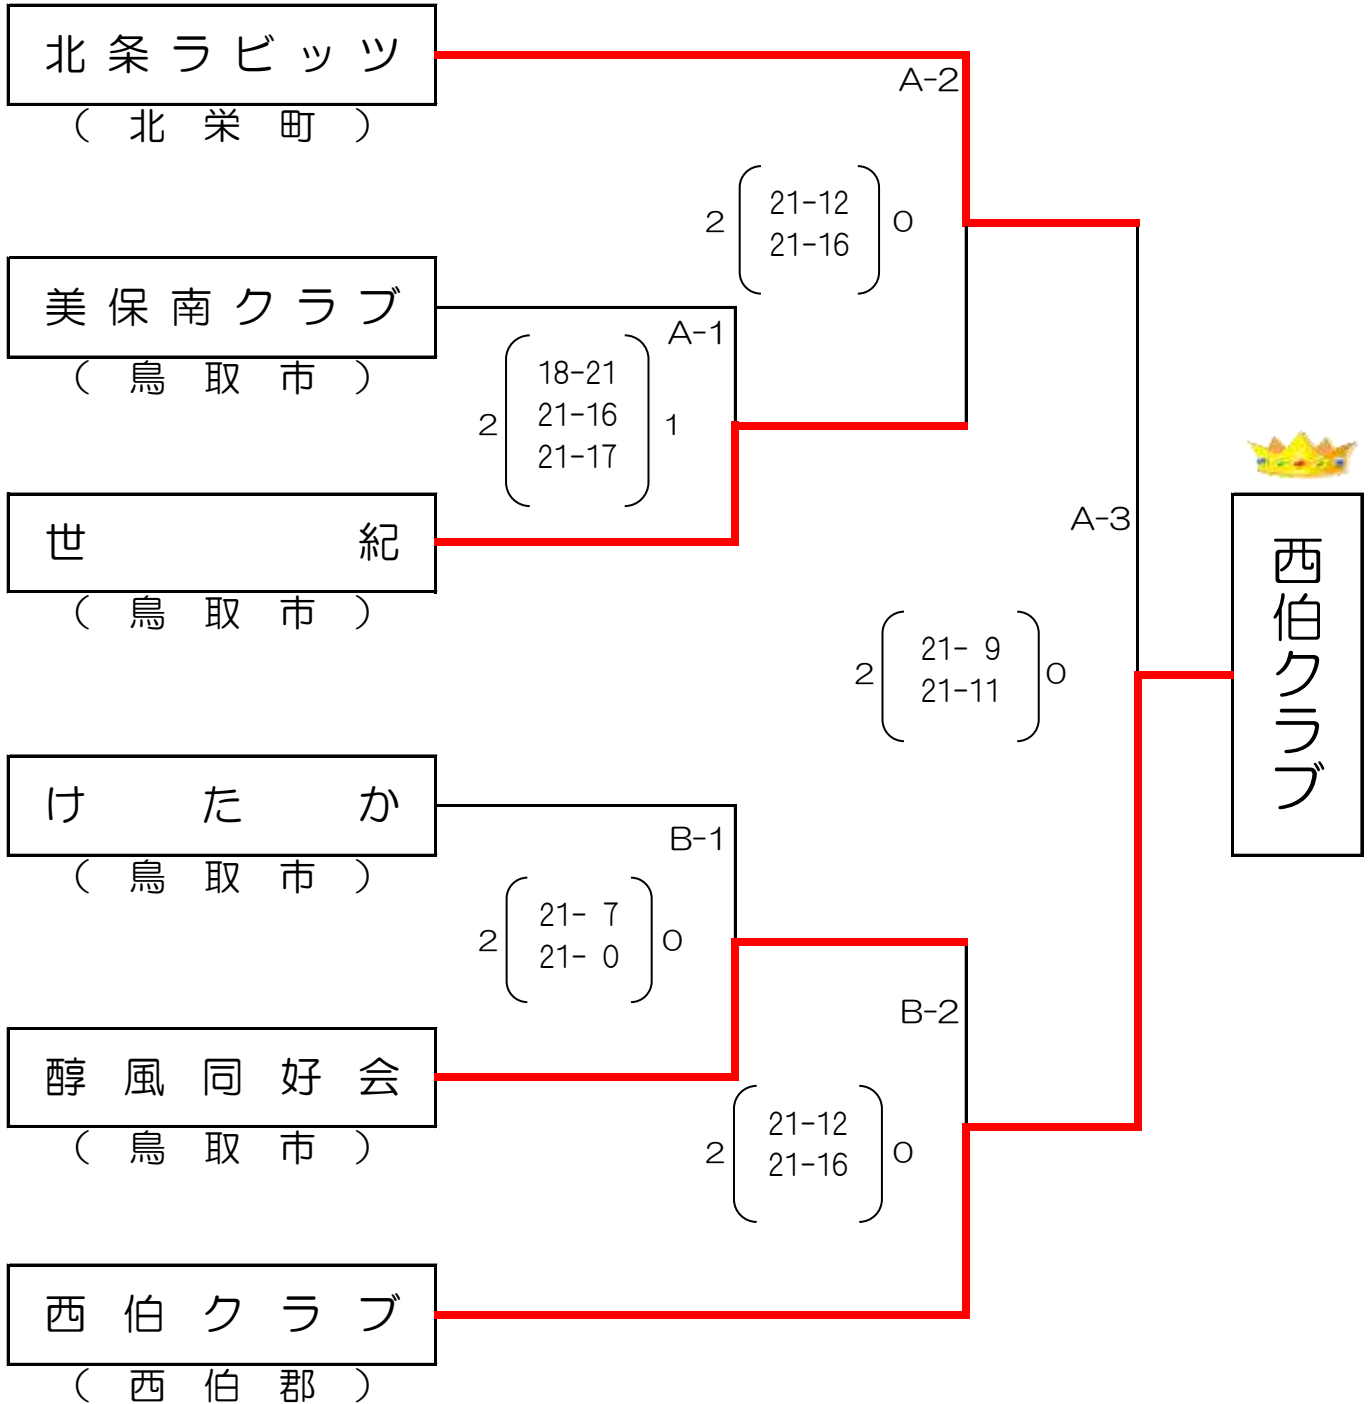 北条ラビッツ
（北栄町）
A-2
2 21-12 0
21-16
美保南クラブ
（鳥取市）
A-1
18-21
2 21-16 1
21-17
世紀
（鳥取市）
A-3
西伯クラブ
2 21- 9 0
21-11
けたか
（鳥取市）
B-1
2 21- 7 0
21- 0
醇風同好会
（鳥取市）
B-2
2 21-12 0
21-16
西伯クラブ
（西伯郡）